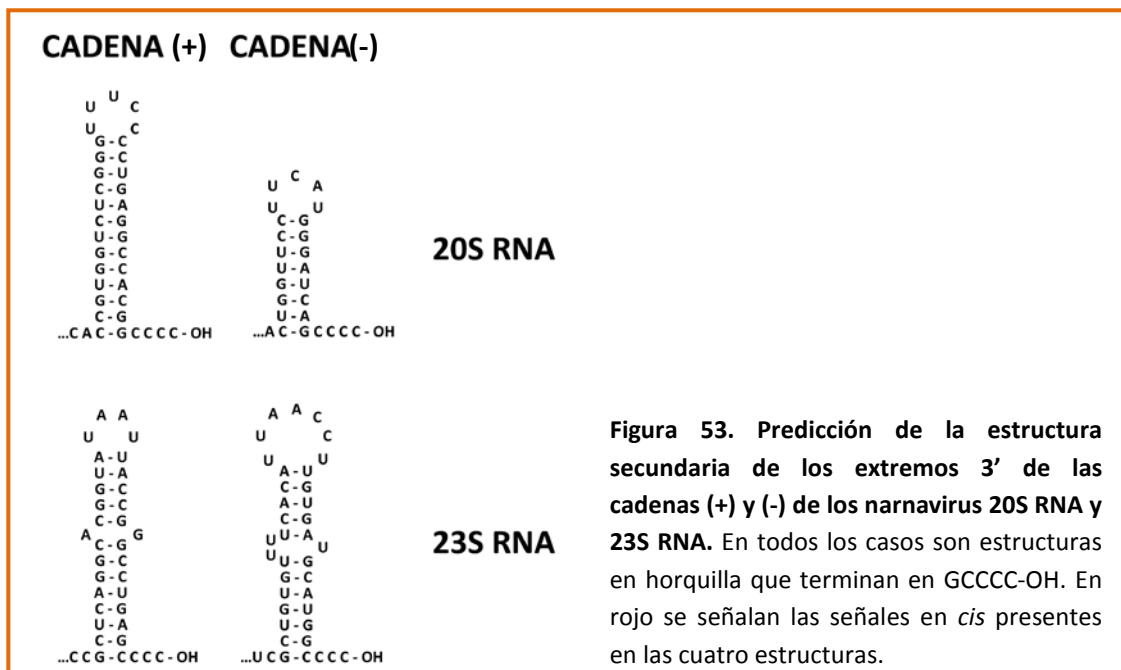 CADENA (+) CADENA(-)
U
U C
U C
G-C
G-C
G-U
C-G
U-A
C-G
U-G
G-C
G-C
U-A
G-C
C-G
...CAC-GCCCC-OH
C
U A
U U
C-G
C-G
U-G
U-A
G-U
G-C
U-A
...AC-GCCCC-OH
20S RNA
A A
U U
A-U
U-A
G-C
G-C
C-G
A G
C-G
G-C
G-C
A-U
C-G
U-A
C-G
...CCG-CCCC-OH
A A C
U C
U U
A-U
C-G
A-U
C-G
U U-A U
U U-G
G-C
U-A
G-U
U-G
C-G
...UCG-CCCC-OH
23S RNA
Figura 53. Predicción de la estructura
secundaria de los extremos 3’ de las
cadenas (+) y (-) de los narnavirus 20S RNA y
23S RNA. En todos los casos son estructuras
en horquilla que terminan en GCCCC-OH. En
rojo se señalan las señales en cis presentes
en las cuatro estructuras.